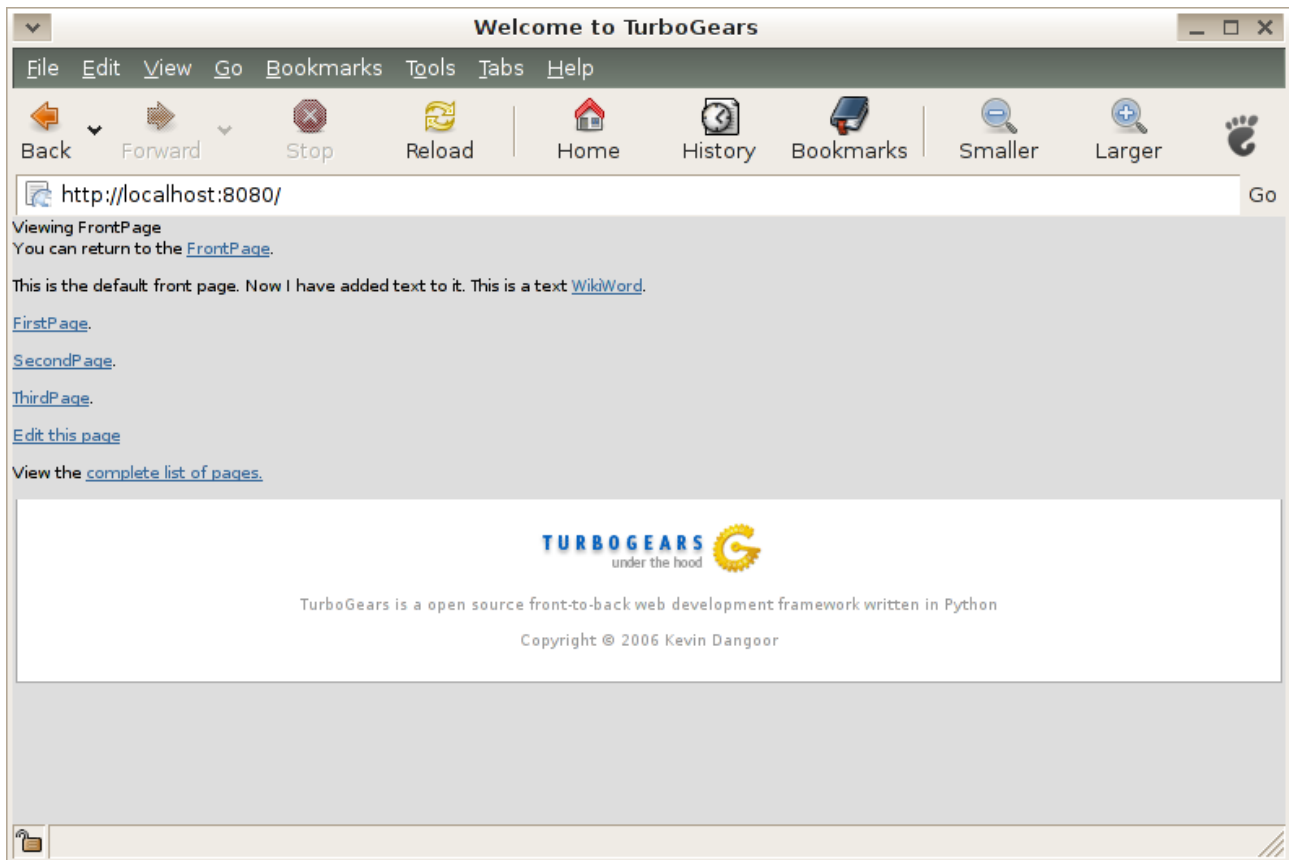 Welcome to TurboGears
File Edit View Go Bookmarks Tools Tabs Help
Back Forward Stop Reload Home History Bookmarks Smaller Larger
http://localhost:8080/ Go
Viewing FrontPage
You can return to the FrontPage.
This is the default front page. Now I have added text to it. This is a text WikiWord.
FirstPage.
SecondPage.
ThirdPage.
Edit this page
View the complete list of pages.
TURBOGEARS
under the hood
TurboGears is a open source front-to-back web development framework written in Python
Copyright © 2006 Kevin Dangoor